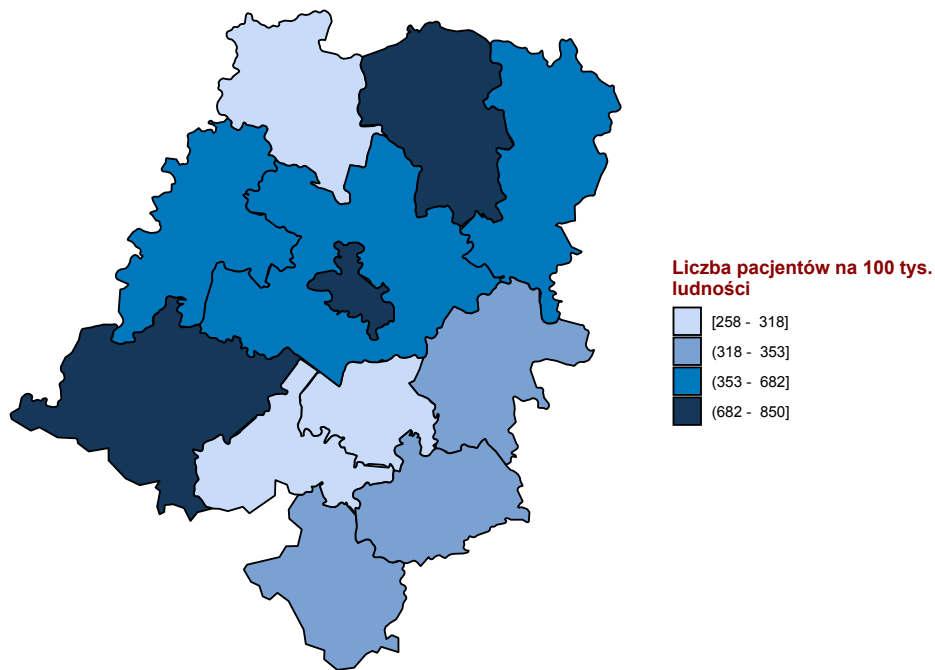 Liczba pacjentów na 100 tys.
ludności
[258 - 318]
(318 - 353]
(353 - 682]
(682 - 850]